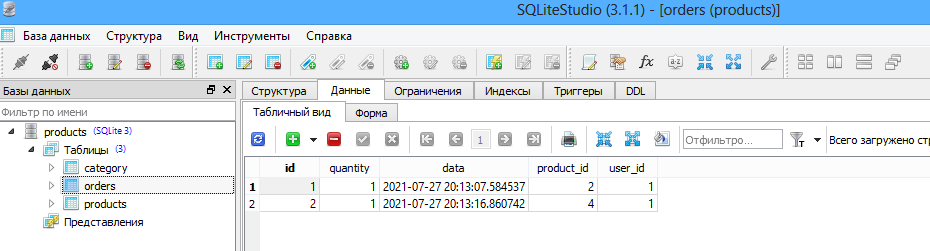 SQLiteStudio (3.1.1) - [orders (products)]
База данных Структура Вид Инструменты Справка
Базы данных
Фильтр по имени
products (SQLite 3)
Таблицы (3)
category
orders
products
Представления
Структура Данные Ограничения Индексы Триггеры DDL
Табличный вид Форма
1 Отфильтро... Всего загружено стр
id quantity data product_id user_id
1 1 1 2021-07-27 20:13:07.584537 2 1
2 2 1 2021-07-27 20:13:16.860742 4 1